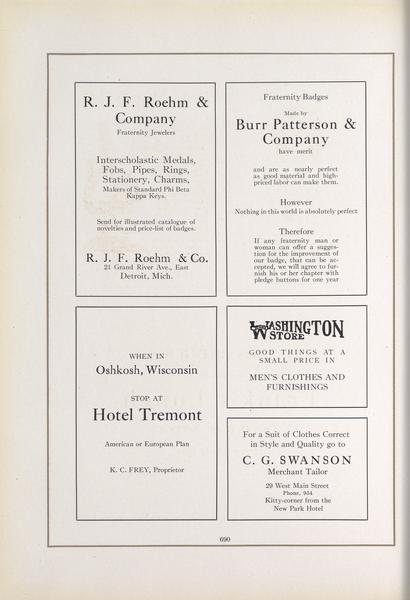 R. J. F. Roehm &
Company
Fraternity Jewelers
Interscholastic Medals,
Fobs, Pipes, Rings,
Stationery, Charms,
Makers of Standard Phi Beta
Kappa Keys.
Send for illustrated catalogue of
novelties and price-list of badges.
R. J. F. Roehm & Co.
21 Grand River Ave., East
Detroit, Mich.
Fraternity Badges
Made by
Burr Patterson &
Company
have merit
and are as nearly perfect
as good material and high-
priced labor can make them.
However
Nothing in this world is absolutely perfect
Therefore
If any fraternity man or
woman can offer a sugges-
tion for the improvement of
our badge, that can be ac-
cepted, we will agree to fur-
nish his or her chapter with
pledge buttons for one year
WHEN IN
Oshkosh, Wisconsin
STOP AT
Hotel Tremont
American or European Plan
K. C. FREY, Proprietor
WASHINGTON
STORE
GOOD THINGS AT A
SMALL PRICE IN
MEN'S CLOTHES AND
FURNISHINGS
For a Suit of Clothes Correct
in Style and Quality go to
C. G. SWANSON
Merchant Tailor
29 West Main Street
Phone, 954
Kitty-corner from the
New Park Hotel
690